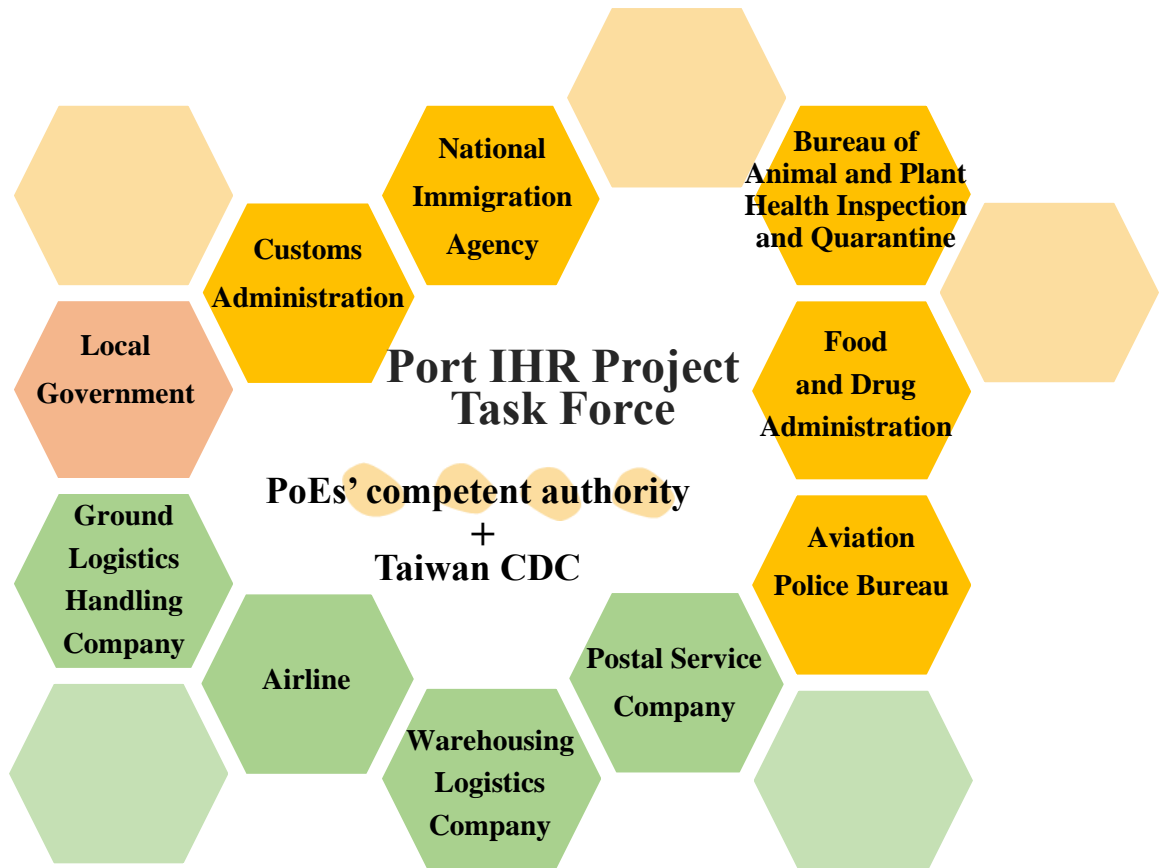 National
Immigration
Agency
Bureau of
Animal and Plant
Health Inspection
and Quarantine
Customs
Administration
Local
Government
Port IHR Project
Task Force
Food
and Drug
Administration
PoEs’ competent authority
+
Taiwan CDC
Ground
Logistics
Handling
Company
Aviation
Police Bureau
Airline
Postal Service
Company
Warehousing
Logistics
Company